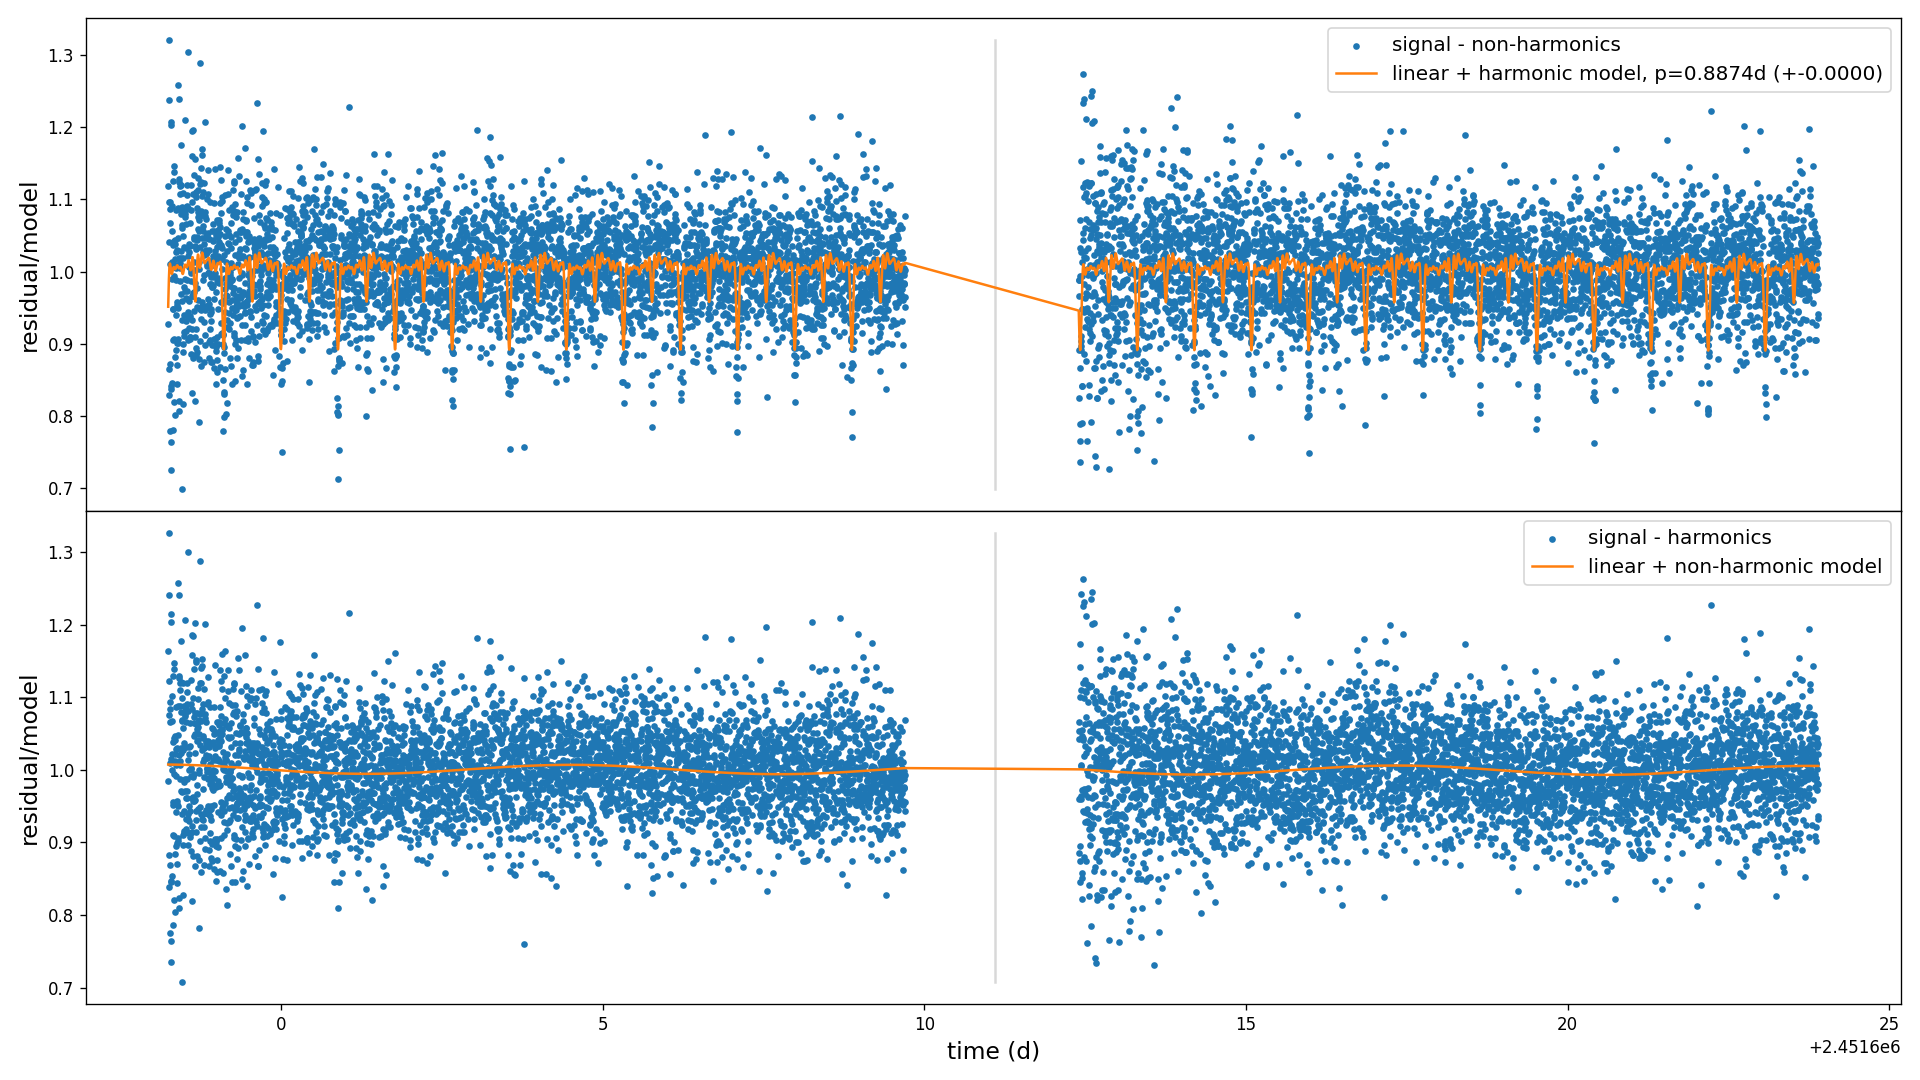 signal - non-harmonics
linear + harmonic model, p=0.8874d (+-0.0000)
residual/model
1.3
1.2
1.1
1.0
0.9
0.8
0.7
signal - harmonics
linear + non-harmonic model
residual/model
1.3
1.2
1.1
1.0
0.9
0.8
0.7
0 5 10 15 20 25
time (d)
+2.4516e6